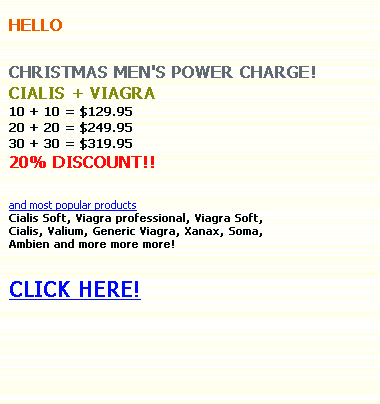 HELLO
CHRISTMAS MEN'S POWER CHARGE!
CIALIS + VIAGRA
10 + 10 = $129.95
20 + 20 = $249.95
30 + 30 = $319.95
20% DISCOUNT!!
and most popular products
Cialis Soft, Viagra professional, Viagra Soft,
Cialis, Valium, Generic Viagra, Xanax, Soma,
Ambien and more more more!
CLICK HERE!